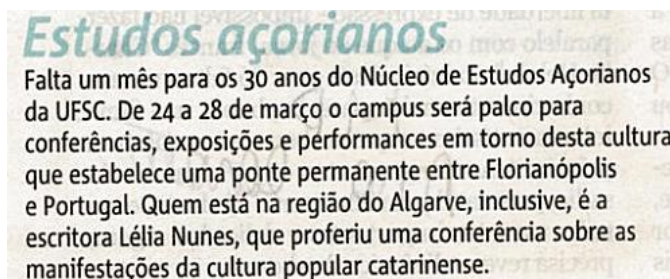 Estudos açorianos
Falta um mês para os 30 anos do Núcleo de Estudos Açorianos
da UFSC. De 24 a 28 de março o campus será palco para
conferências, exposições e performances em torno desta cultura
que estabelece uma ponte permanente entre Florianópolis
e Portugal. Quem está na região do Algarve, inclusive, é a
escritora Lélia Nunes, que proferiu uma conferência sobre as
manifestações da cultura popular catarinense.